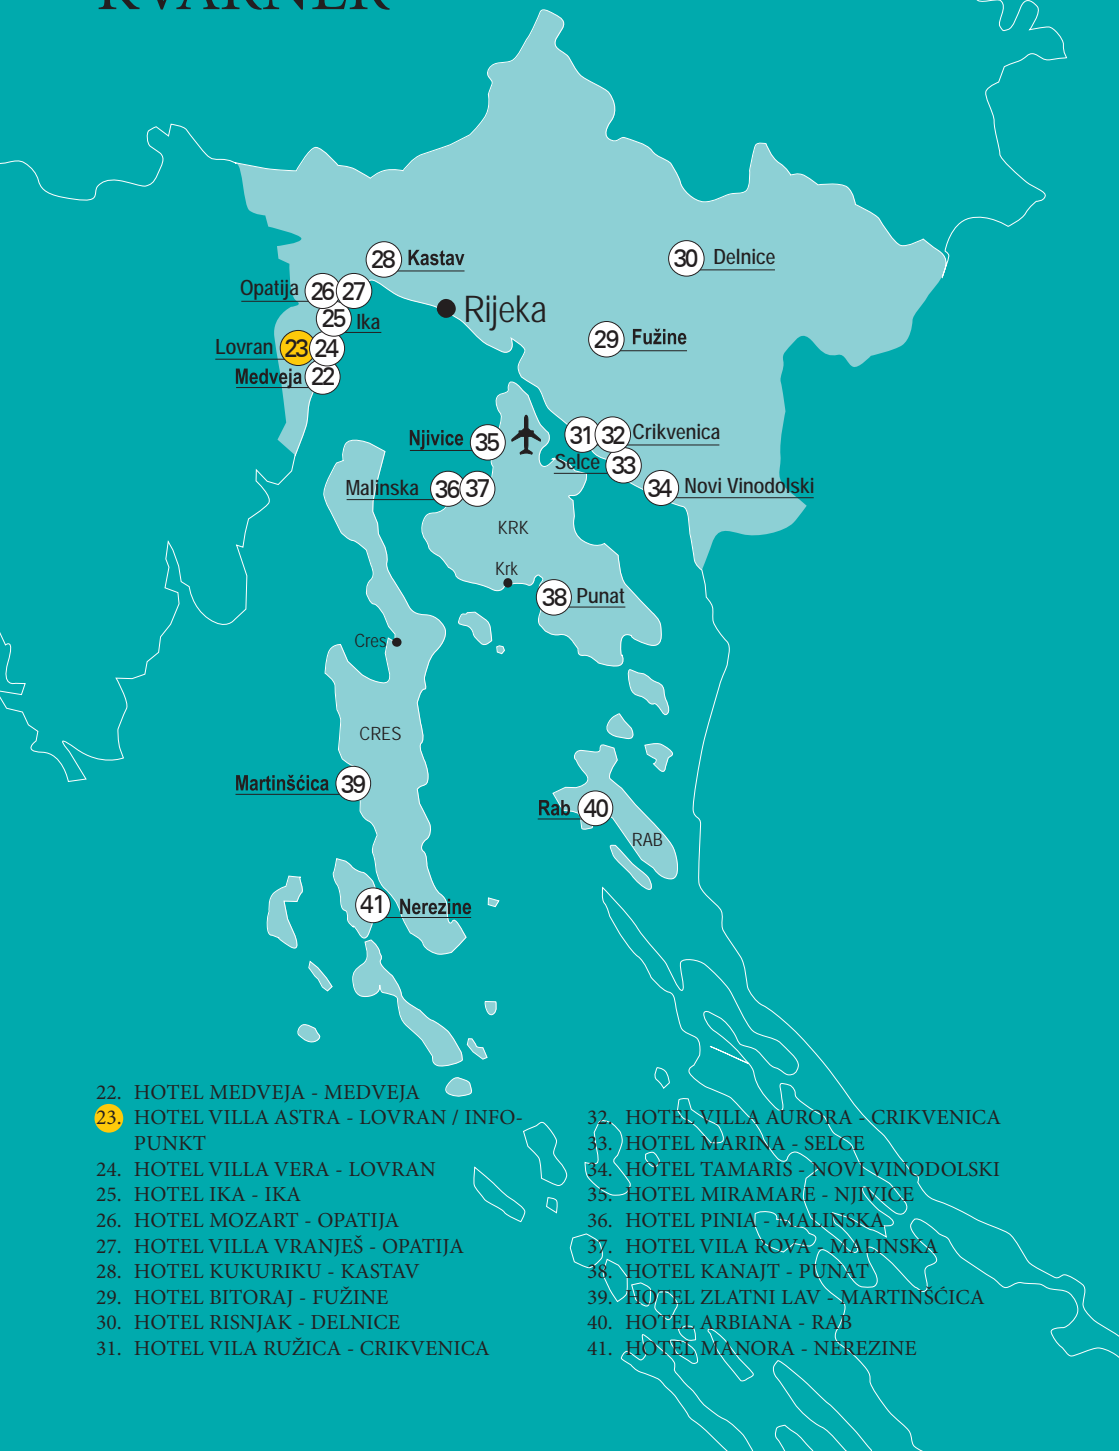 KVARNER
28 Kastav
30 Delnice
Opatija 26 27
Rijeka
25 Ika
29 Fužine
Lovran 23 24
Medveja 22
Njivice 35
31 32 Crikvenica
Selce 33
Malinska 36 37
34 Novi Vinodolski
KRK
Krk
38 Punat
Cres
CRES
Martinšćica 39
Rab 40
RAB
41 Nerezine
22. HOTEL MEDVEJA - MEDVEJA
23. HOTEL VILLA ASTRA - LOVRAN / INFO-
PUNKT
24. HOTEL VILLA VERA - LOVRAN
25. HOTEL IKA - IKA
26. HOTEL MOZART - OPATIJA
27. HOTEL VILLA VRANJEŠ - OPATIJA
28. HOTEL KUKURIKU - KASTAV
29. HOTEL BITORAJ - FUŽINE
30. HOTEL RISNJAK - DELNICE
31. HOTEL VILA RUŽICA - CRIKVENICA
32. HOTEL VILLA AURORA - CRIKVENICA
33. HOTEL MARINA - SELCE
34. HOTEL TAMARIS - NOVI VINODOLSKI
35. HOTEL MIRAMARE - NJIVICE
36. HOTEL PINIA - MALINSKA
37. HOTEL VILA ROVA - MALINSKA
38. HOTEL KANAJT - PUNAT
39. HOTEL ZLATNI LAV - MARTINŠĆICA
40. HOTEL ARBIANA - RAB
41. HOTEL MANORA - NEREZINE